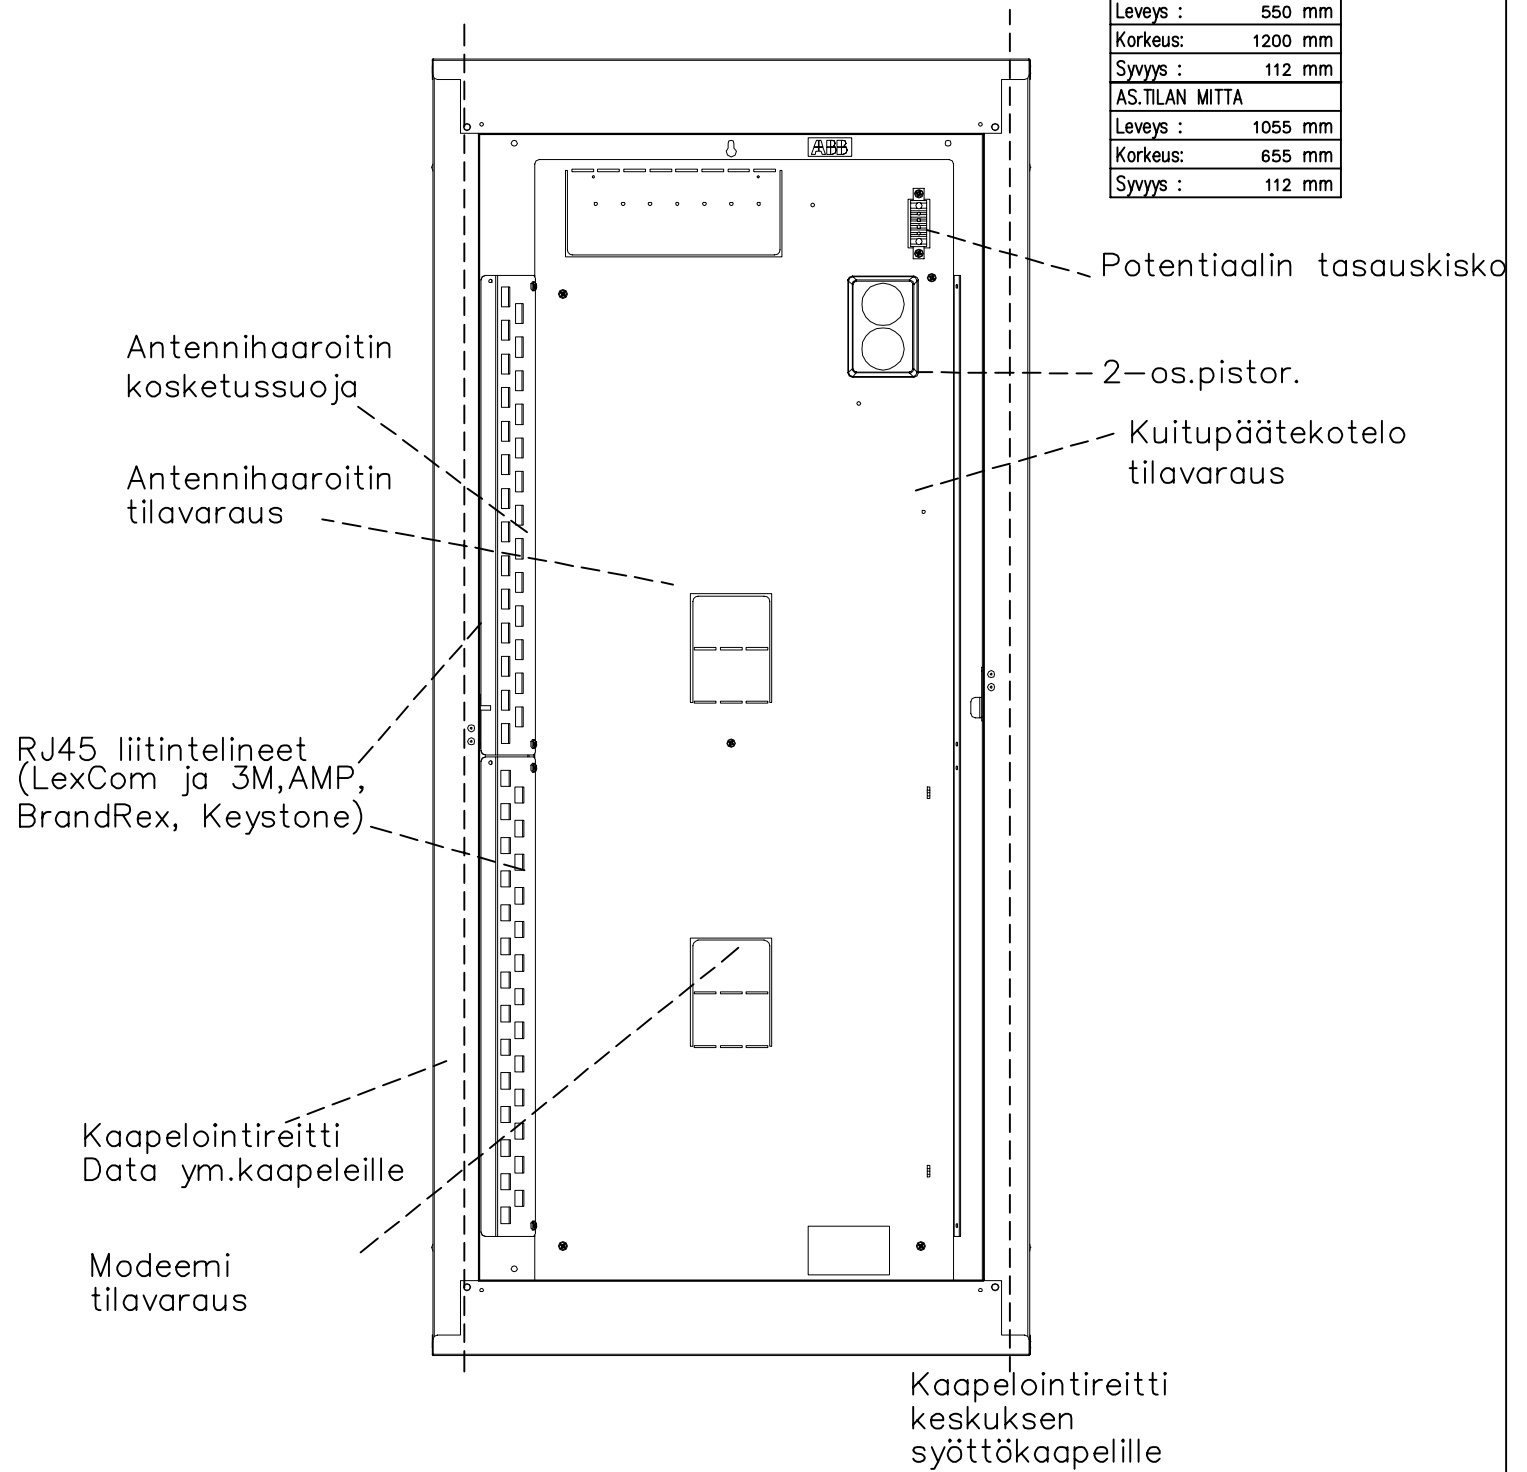 Leveys : 550 mm
Korkeus: 1200 mm
Syvyys : 112 mm
AS.TILAN MITTA
Leveys : 1055 mm
Korkeus: 655 mm
Syvyys : 112 mm
ABB
Potentiaalin tasauskisko
Antennihaaroitin
kosketussuoja
2-os.pistor.
Kuitupäätekotelo
tilavaraus
Antennihaaroitin
tilavaraus
RJ45 liitintelineet
(LexCom ja 3M,AMP,
BrandRex, Keystone)
Kaapelointireitti
Data ym.kaapeleille
Modeemi
tilavaraus
Kaapelointireitti
keskuksen
syöttökaapelille